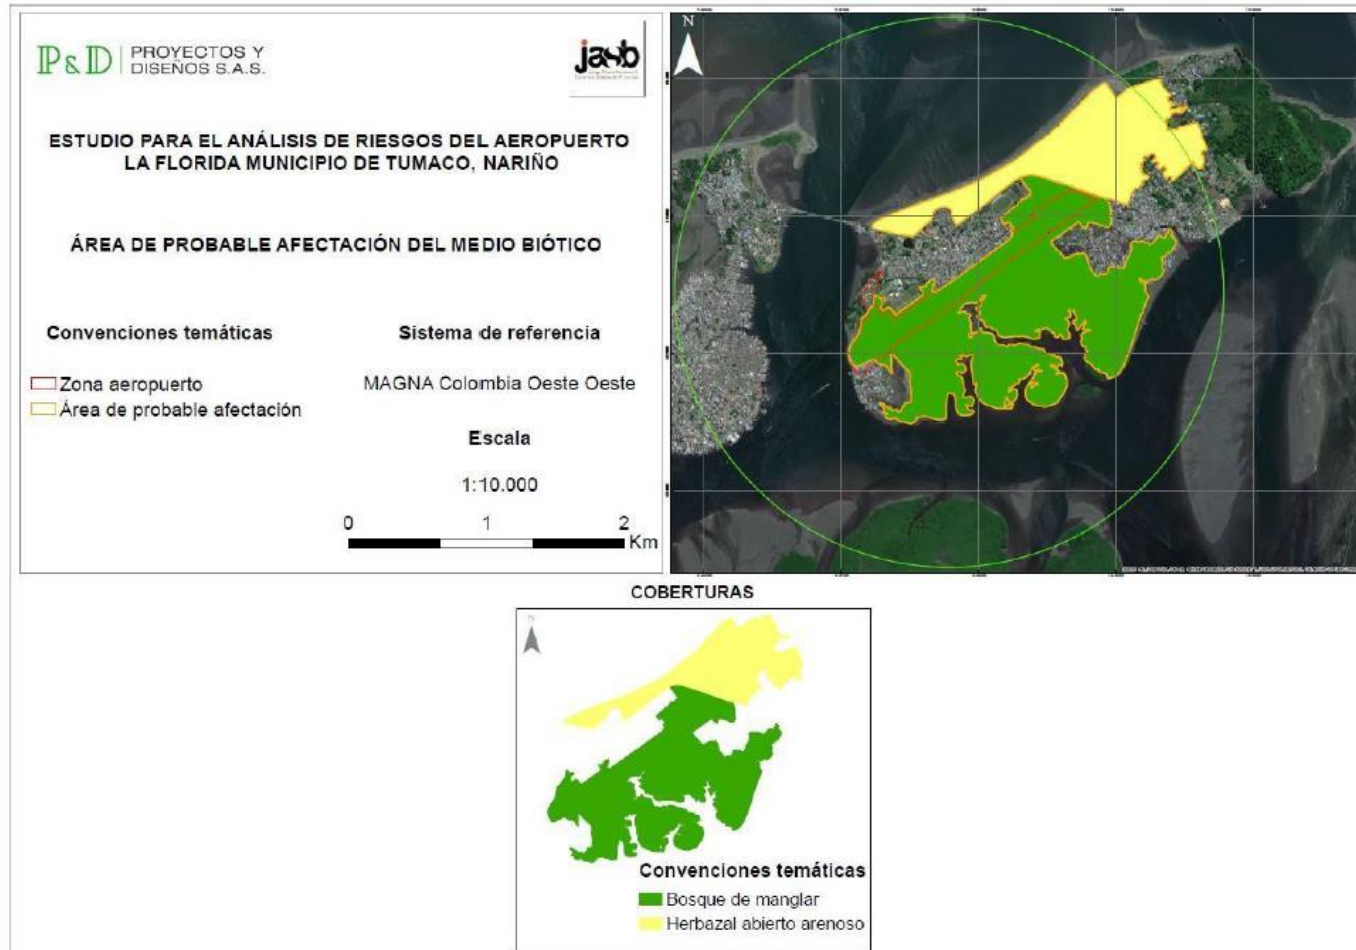 P&D PROYECTOS Y
DISEÑOS S.A.S.
jasb
ESTUDIO PARA EL ANÁLISIS DE RIESGOS DEL AEROPUERTO
LA FLORIDA MUNICIPIO DE TUMACO, NARIÑO
ÁREA DE PROBABLE AFECTACIÓN DEL MEDIO BIÓTICO
Convenciones temáticas
Zona aeropuerto
Área de probable afectación
Sistema de referencia
MAGNA Colombia Oeste Oeste
Escala
1:10.000
0 1 2
Km
N
COBERTURAS
N
Convenciones temáticas
Bosque de manglar
Herbazal abierto arenoso